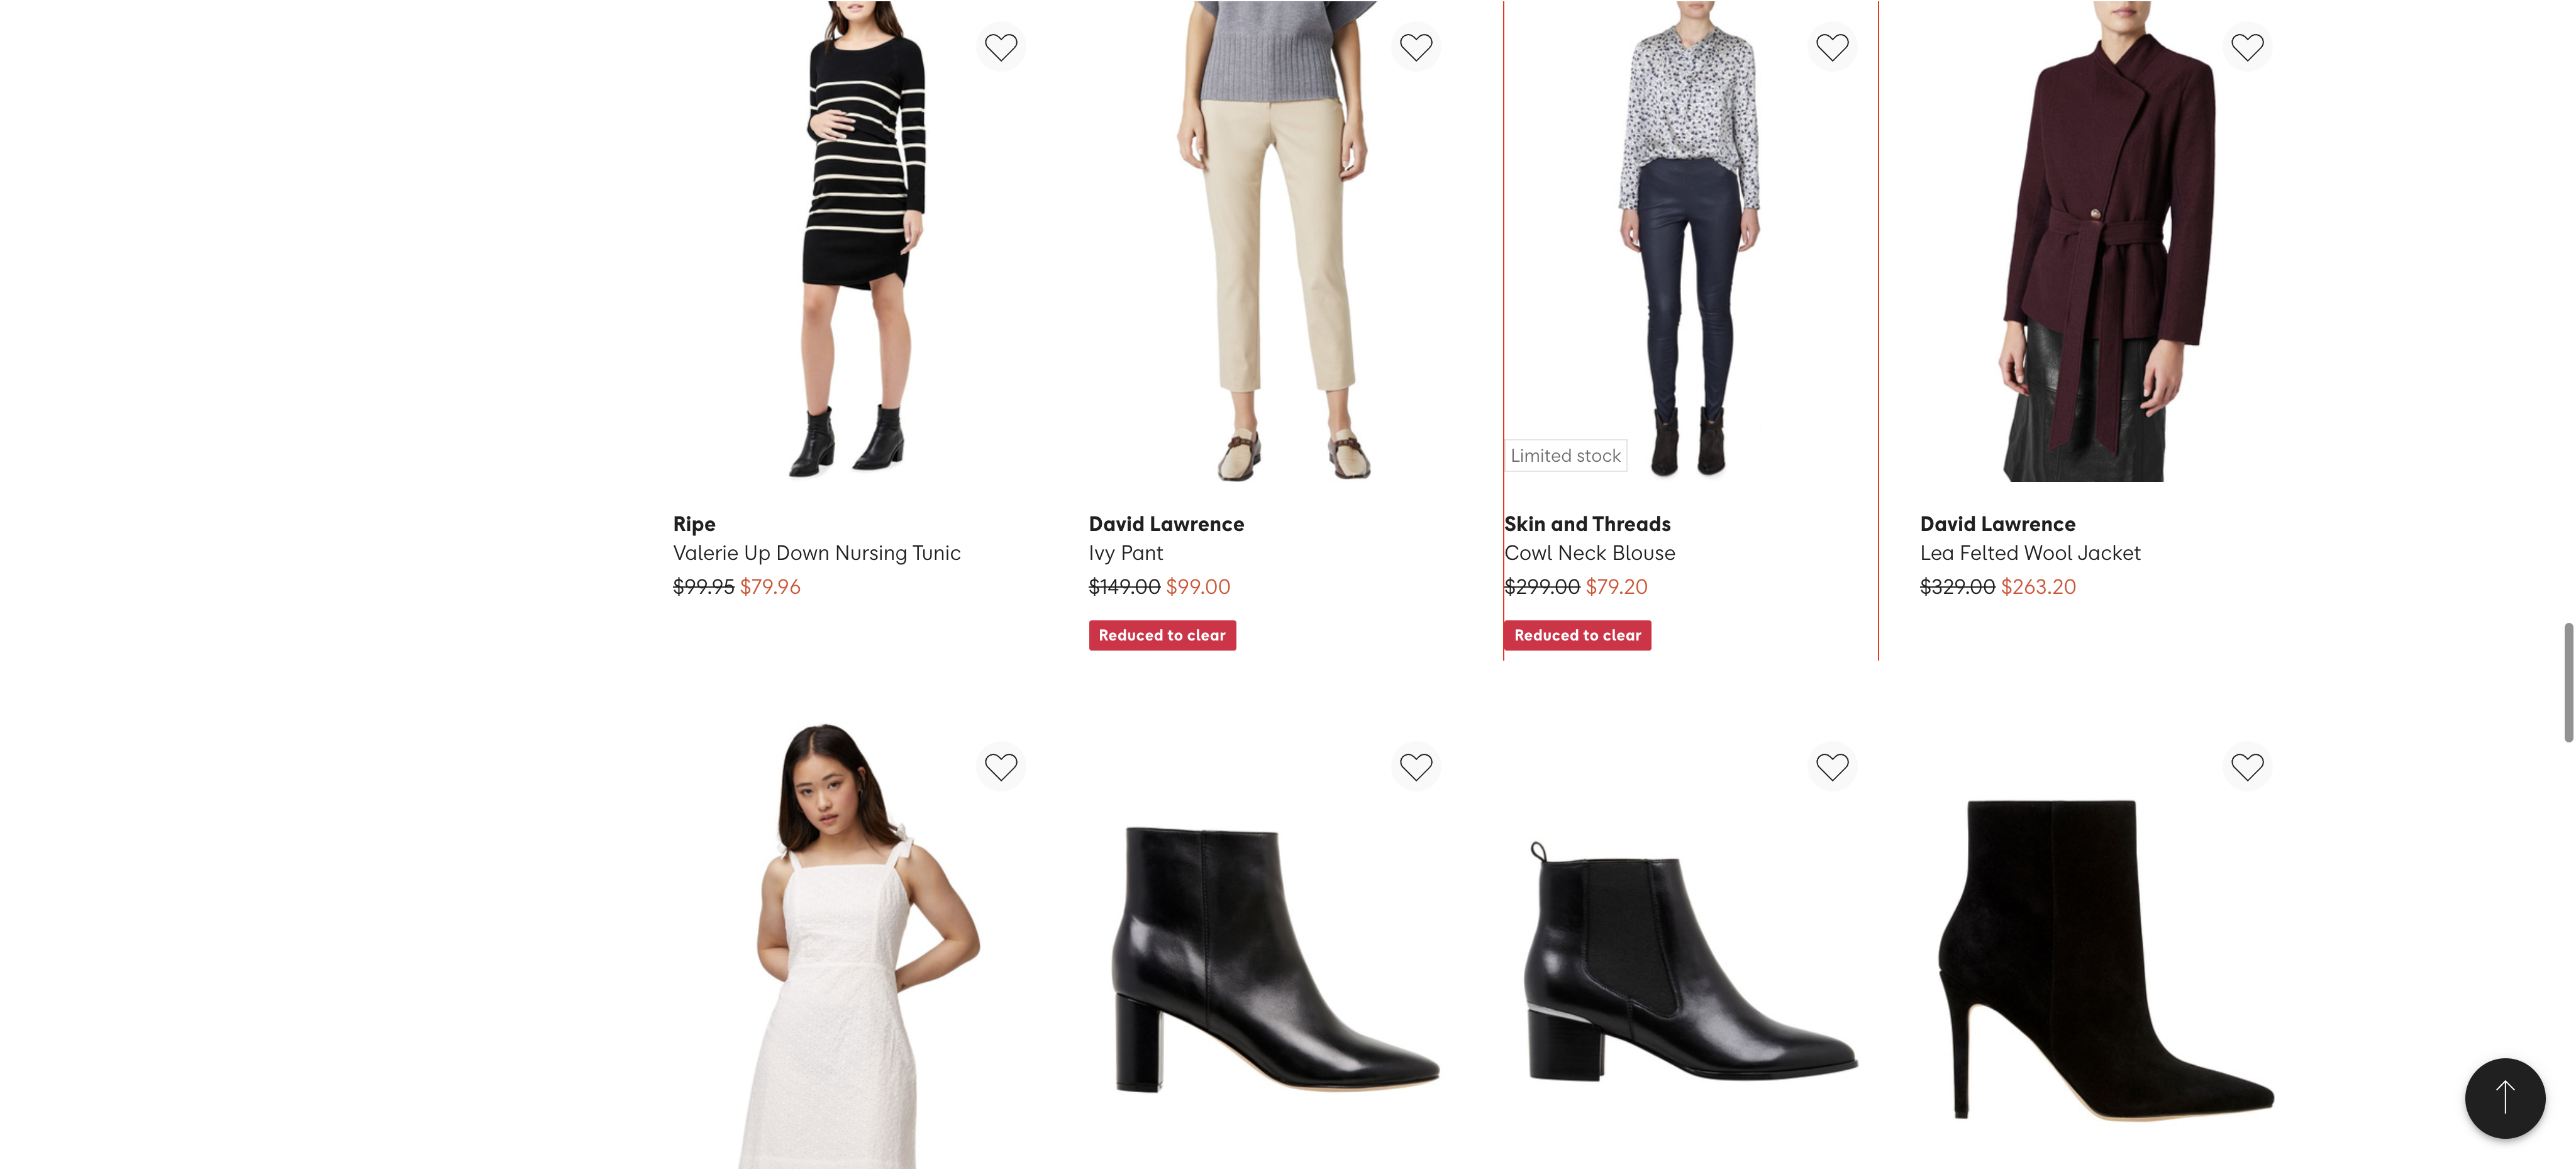 Limited stock
Ripe
Valerie Up Down Nursing Tunic
$99.95 $79.96
David Lawrence
Ivy Pant
$149.00 $99.00
Reduced to clear
Skin and Threads
Cowl Neck Blouse
$299.00 $79.20
Reduced to clear
David Lawrence
Lea Felted Wool Jacket
$329.00 $263.20